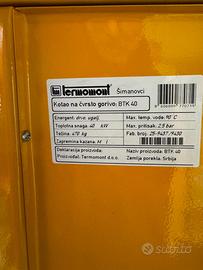 Termomont Šimanovci
Kotao na čvrsto gorivo: BTK 40
Energent: drvo, ugalj. Max. temp. vode: 90°C
Toplotna snaga: 40 kW Max. pritisak: 2,5 bar
Težina: 470 kg Fab. broj: 25-9437/9430
Zapremina kazana: M l
Deklaracija proizvoda: Naziv proizvoda: BTK 40
Proizvođač: Termomont d.o.o. Zemlja porekla: Srbija
subito